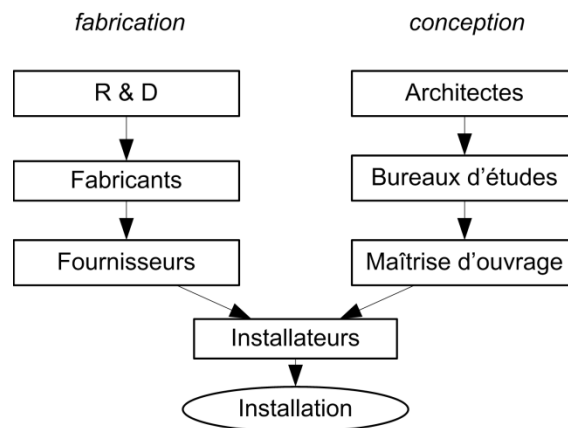 fabrication
conception
R & D
Architectes
Fabricants
Bureaux d'études
Fournisseurs
Maîtrise d'ouvrage
Installateurs
Installation